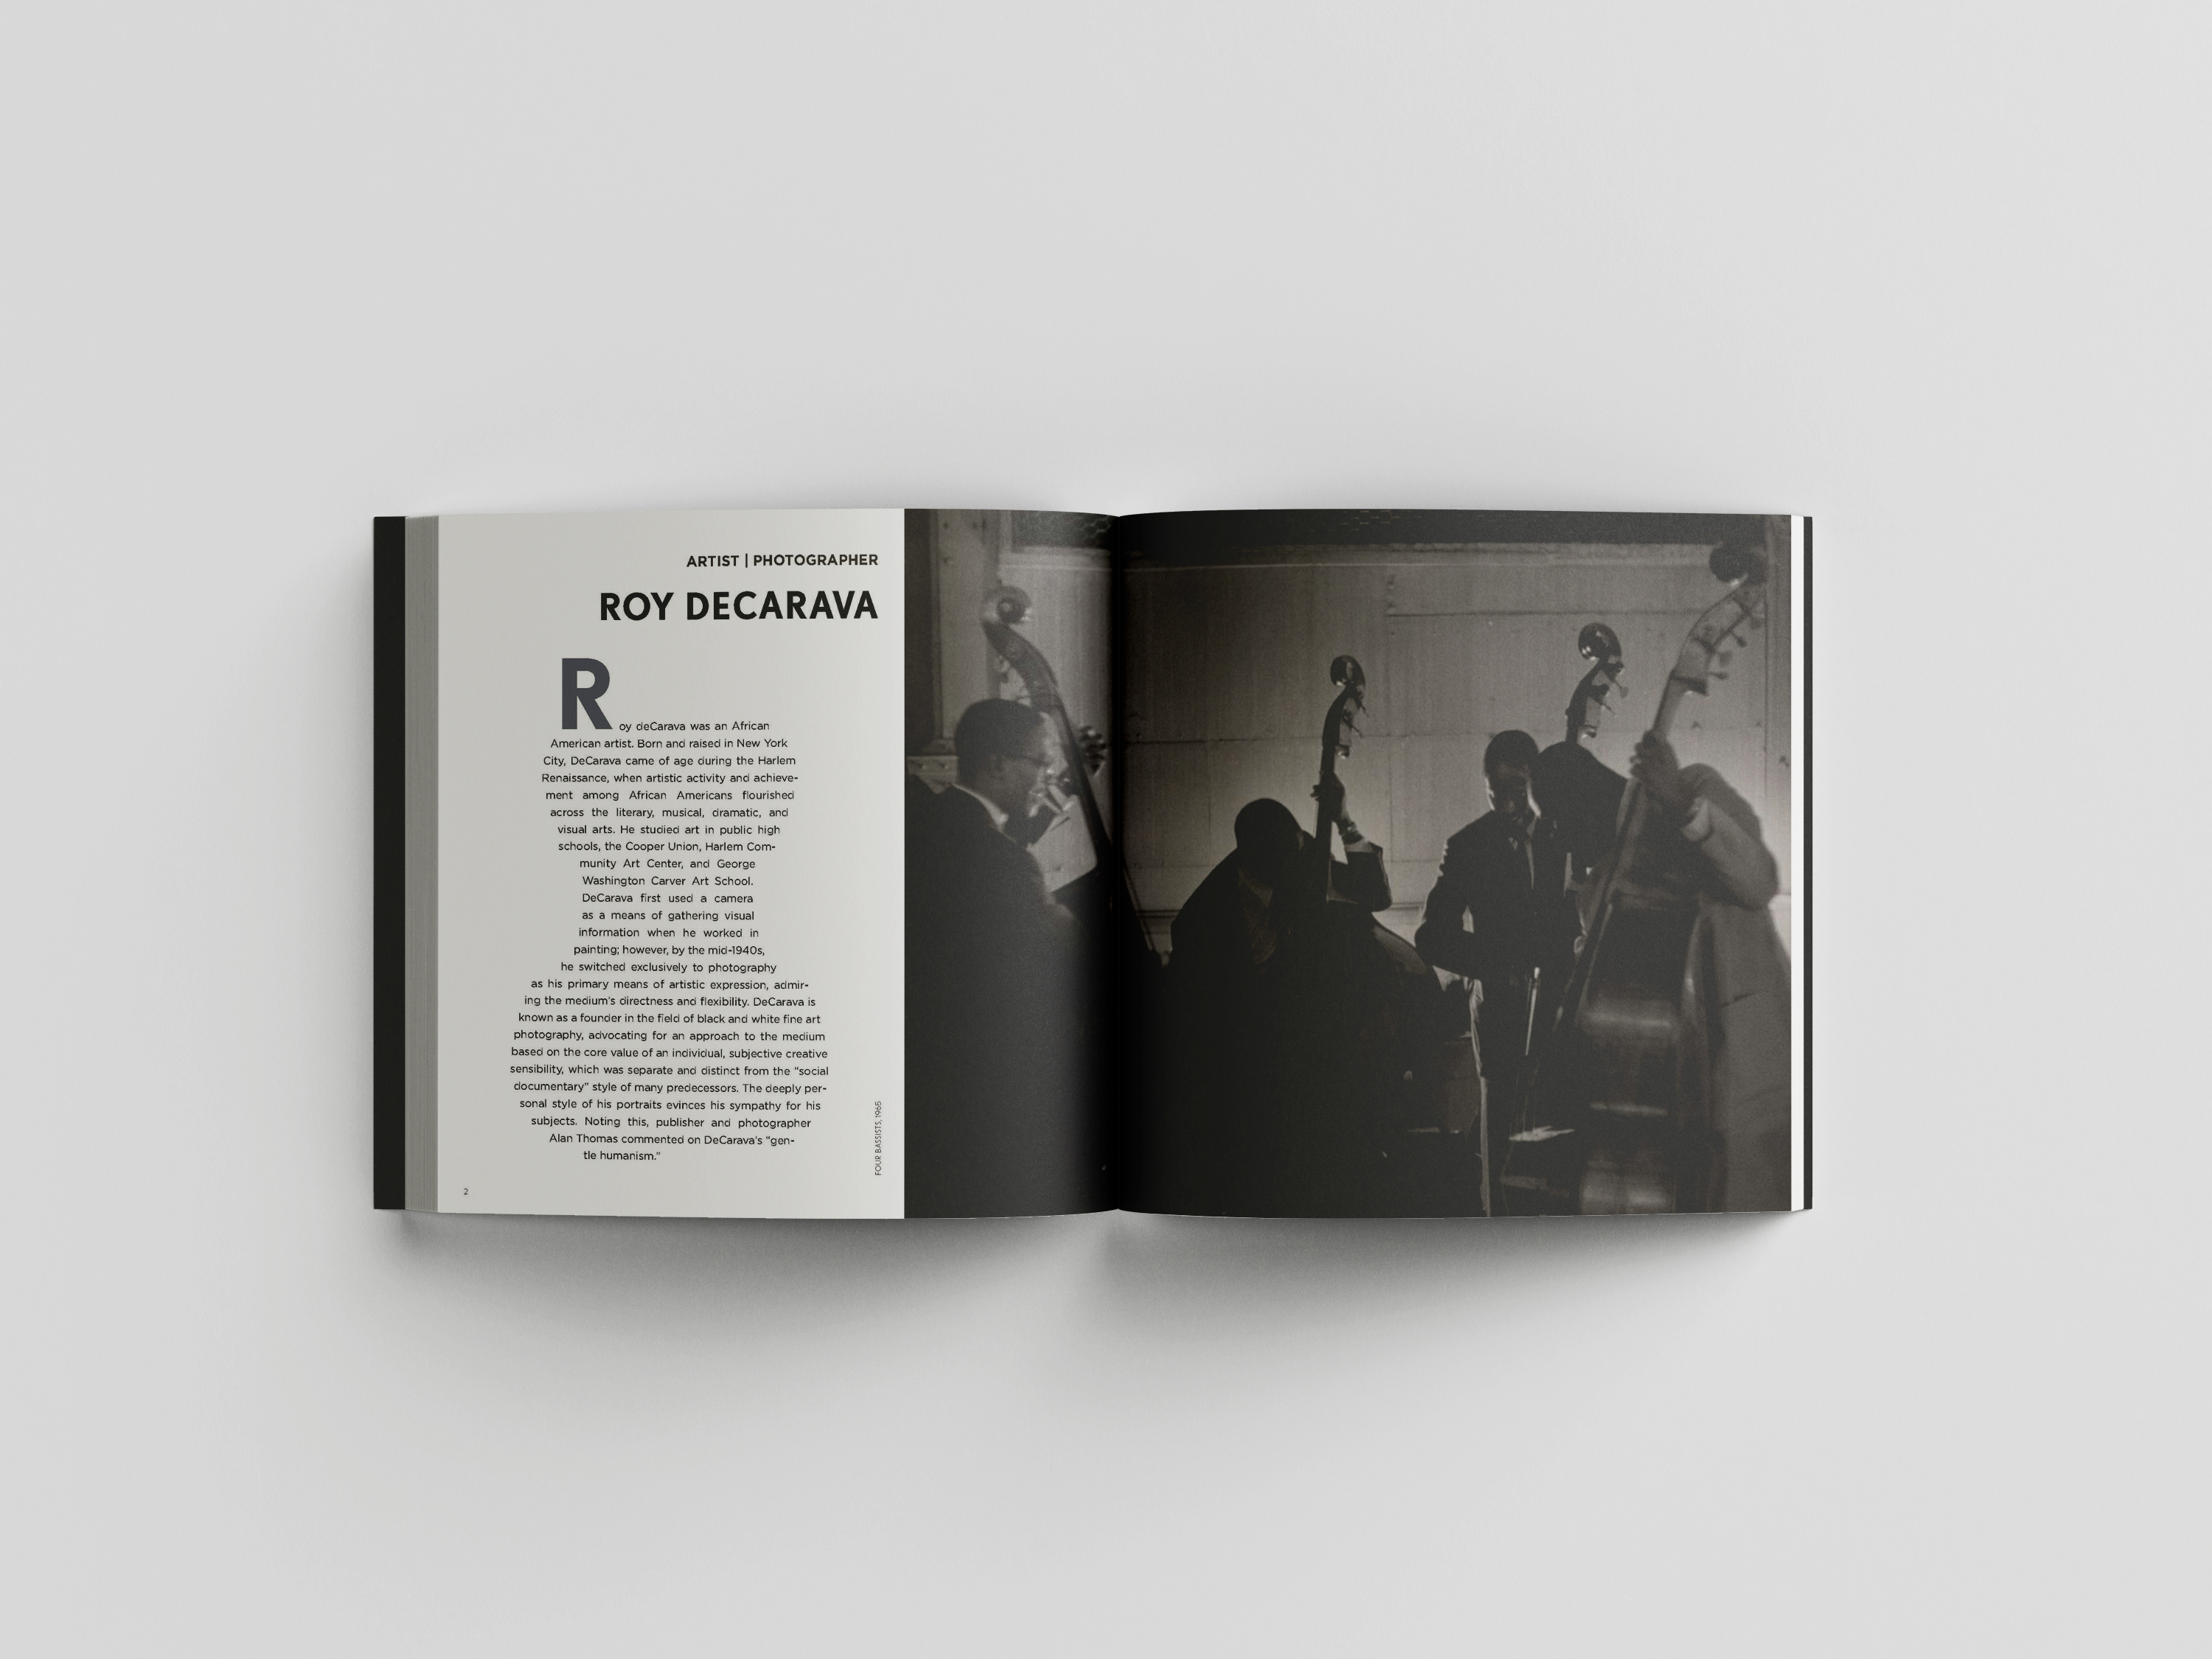 ARTIST | PHOTOGRAPHER
ROY DECARAVA
Roy deCarava was an African
American artist. Born and raised in New York
City, DeCarava came of age during the Harlem
Renaissance, when artistic activity and achieve-
ment among African Americans flourished
across the literary, musical, dramatic, and
visual arts. He studied art in public high
schools, the Cooper Union, Harlem Com-
munity Art Center, and George
Washington Carver Art School.
DeCarava first used a camera
as a means of gathering visual
information when he worked in
painting; however, by the mid-1940s,
he switched exclusively to photography
as his primary means of artistic expression, admir-
ing the medium's directness and flexibility. DeCarava is
known as a founder in the field of black and white fine art
photography, advocating for an approach to the medium
based on the core value of an individual, subjective creative
sensibility, which was separate and distinct from the "social
documentary" style of many predecessors. The deeply per-
sonal style of his portraits evinces his sympathy for his
subjects. Noting this, publisher and photographer
Alan Thomas commented on DeCarava's "gen-
tle humanism."
FOUR BASSISTS, 1965
2